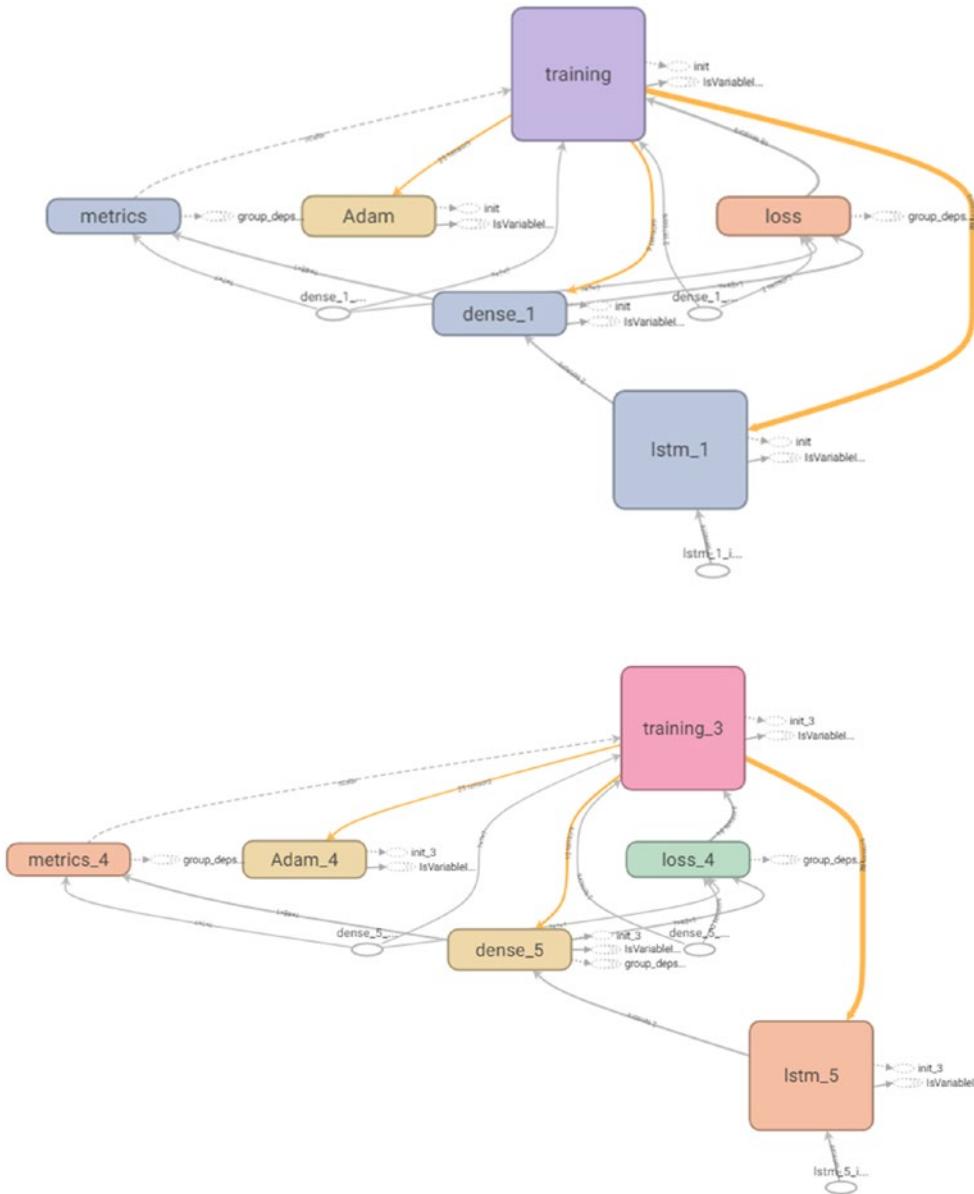 training
init
IsVariableI...
metrics
group_deps...
Adam
init
IsVariableI...
loss
group_deps...
dense_1_...
dense_1
init
IsVariableI...
dense_1_...
lstm_1
init
IsVariableI...
lstm_1_i...
training_3
init_3
IsVariableI...
metrics_4
group_deps...
Adam_4
init_3
IsVariableI...
loss_4
group_deps...
dense_5_...
dense_5
init_3
IsVariableI...
group_deps...
dense_5_...
lstm_5
init_3
IsVariableI
lstm_5_i...